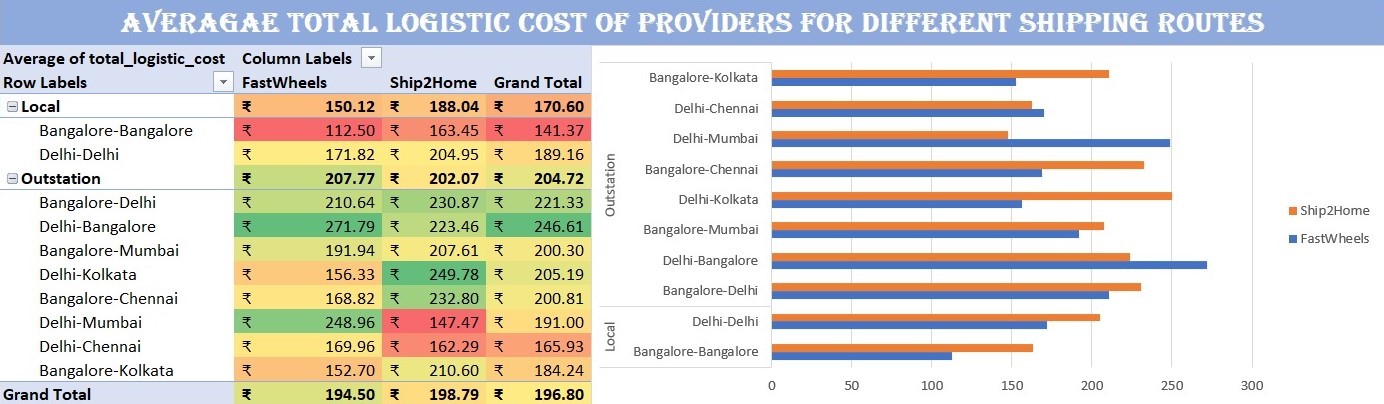 AVERAGAE TOTAL LOGISTIC COST OF PROVIDERS FOR DIFFERENT SHIPPING ROUTES
Average of total_logistic_cost Column Labels
Row Labels FastWheels Ship2Home Grand Total
Local ₹ 150.12 ₹ 188.04 ₹ 170.60
Bangalore-Bangalore ₹ 112.50 ₹ 163.45 ₹ 141.37
Delhi-Delhi ₹ 171.82 ₹ 204.95 ₹ 189.16
Outstation ₹ 207.77 ₹ 202.07 ₹ 204.72
Bangalore-Delhi ₹ 210.64 ₹ 230.87 ₹ 221.33
Delhi-Bangalore ₹ 271.79 ₹ 223.46 ₹ 246.61
Bangalore-Mumbai ₹ 191.94 ₹ 207.61 ₹ 200.30
Delhi-Kolkata ₹ 156.33 ₹ 249.78 ₹ 205.19
Bangalore-Chennai ₹ 168.82 ₹ 232.80 ₹ 200.81
Delhi-Mumbai ₹ 248.96 ₹ 147.47 ₹ 191.00
Delhi-Chennai ₹ 169.96 ₹ 162.29 ₹ 165.93
Bangalore-Kolkata ₹ 152.70 ₹ 210.60 ₹ 184.24
Grand Total ₹ 194.50 ₹ 198.79 ₹ 196.80
Outstation
Bangalore-Kolkata
Delhi-Chennai
Delhi-Mumbai
Bangalore-Chennai
Delhi-Kolkata
Bangalore-Mumbai
Delhi-Bangalore
Bangalore-Delhi
Local
Delhi-Delhi
Bangalore-Bangalore
0 50 100 150 200 250 300
Ship2Home
FastWheels